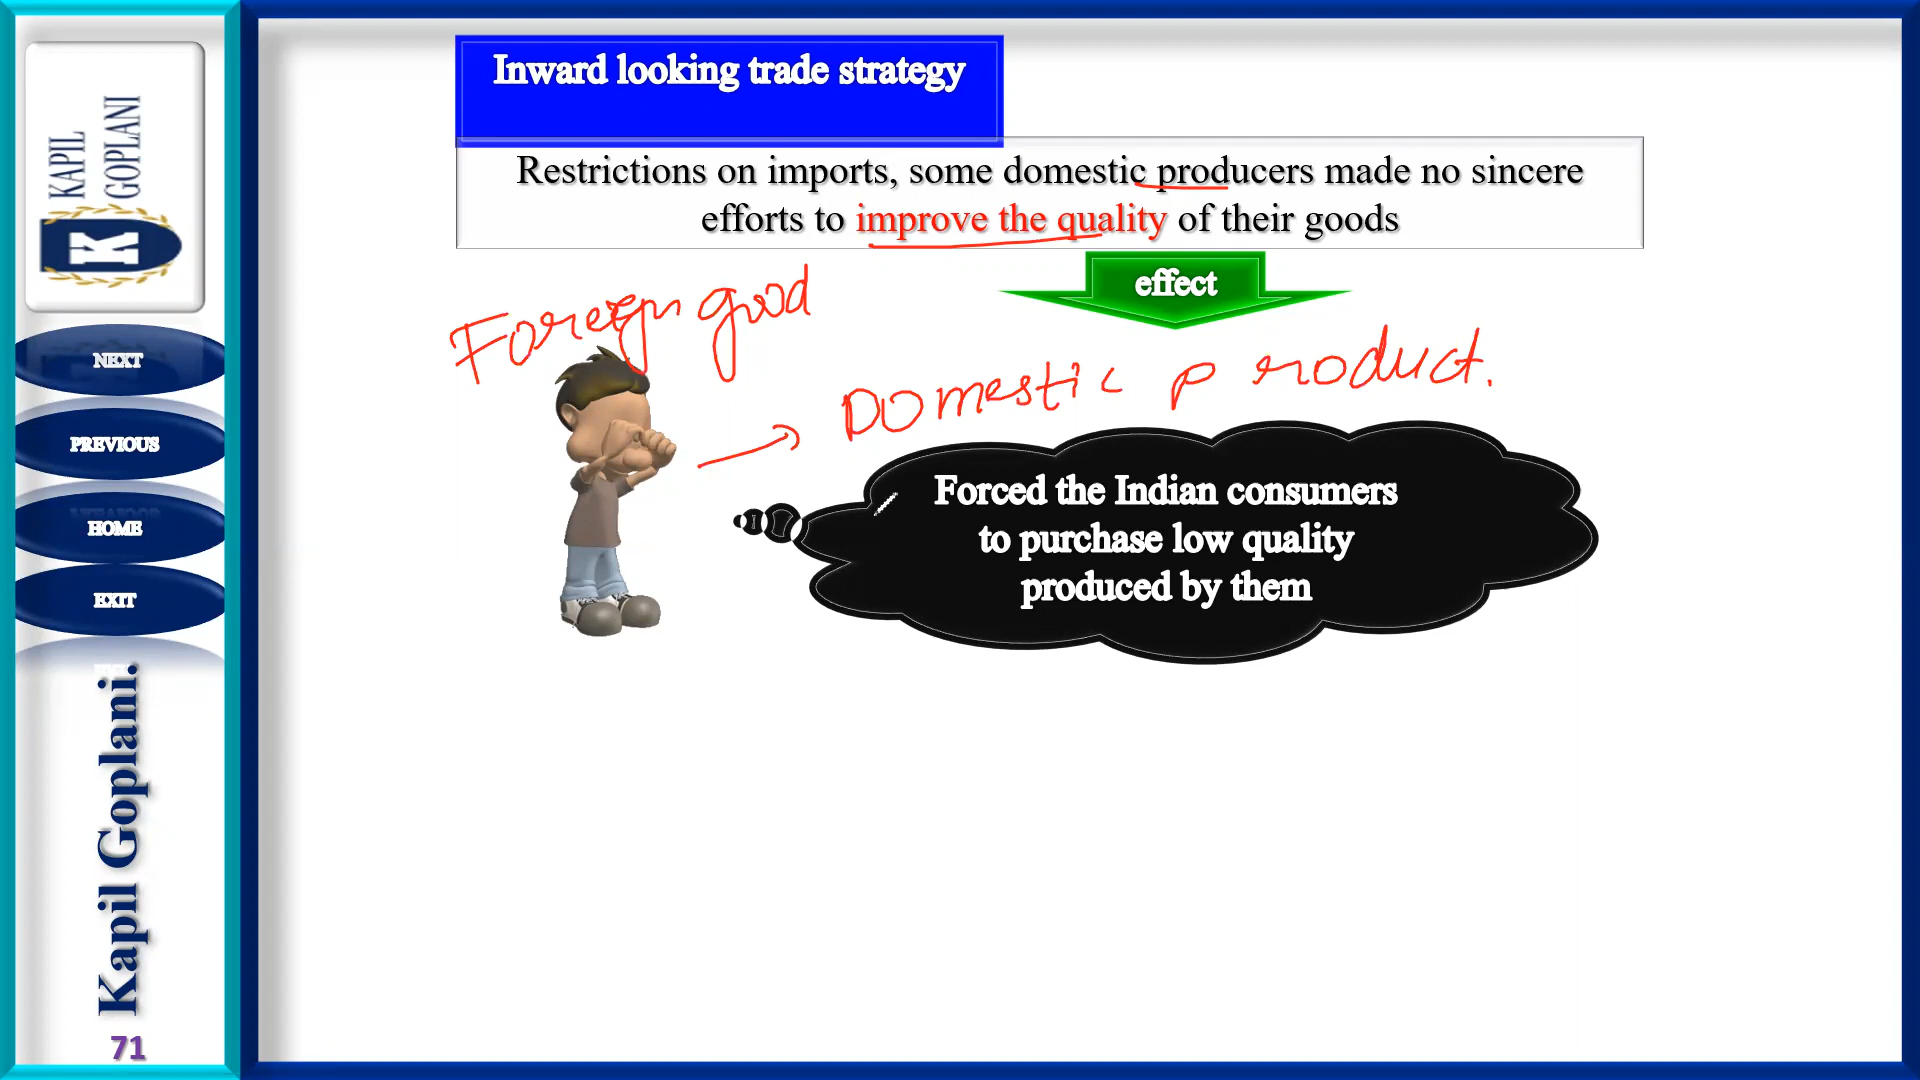 KAPIL
GOPLANI
K
NEXT
PREVIOUS
HOME
EXIT
Kapil Goplani.
71
Inward looking trade strategy
Restrictions on imports, some domestic producers made no sincere
efforts to improve the quality of their goods
effect
Foreign good
Domestic product.
Forced the Indian consumers
to purchase low quality
produced by them